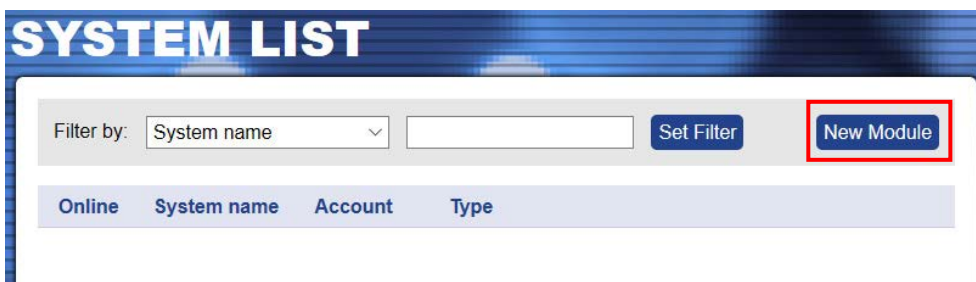 SYSTEM LIST
Filter by: System name Set Filter New Module
Online System name Account Type